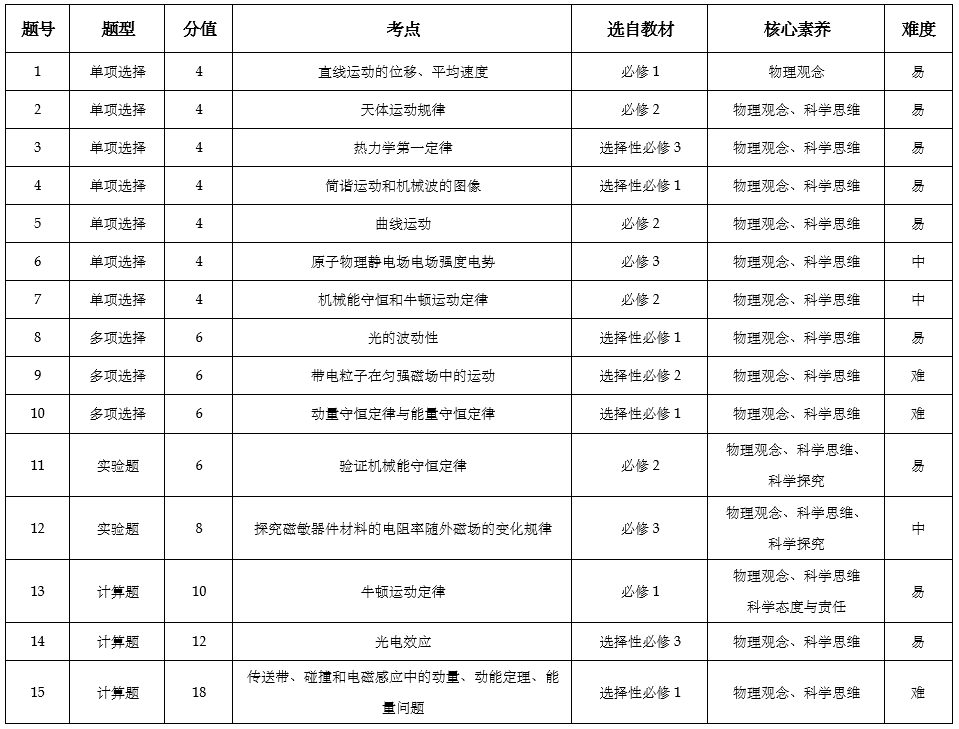 题号 题型 分值 考点 选自教材 核心素养 难度
1 单项选择 4 直线运动的位移、平均速度 必修1 物理观念 易
2 单项选择 4 天体运动规律 必修2 物理观念、科学思维 易
3 单项选择 4 热力学第一定律 选择性必修3 物理观念、科学思维 易
4 单项选择 4 简谐运动和机械波的图像 选择性必修1 物理观念、科学思维 易
5 单项选择 4 曲线运动 必修2 物理观念、科学思维 易
6 单项选择 4 原子物理静电场电场强度电势 必修3 物理观念、科学思维 中
7 单项选择 4 机械能守恒和牛顿运动定律 必修2 物理观念、科学思维 中
8 多项选择 6 光的波动性 选择性必修1 物理观念、科学思维 易
9 多项选择 6 带电粒子在匀强磁场中的运动 选择性必修2 物理观念、科学思维 难
10 多项选择 6 动量守恒定律与能量守恒定律 选择性必修1 物理观念、科学思维 难
11 实验题 6 验证机械能守恒定律 必修2 物理观念、科学思维、
科学探究 易
12 实验题 8 探究磁敏器件材料的电阻率随外磁场的变化规律 必修3 物理观念、科学思维、
科学探究 中
13 计算题 10 牛顿运动定律 必修1 物理观念、科学思维
科学态度与责任 易
14 计算题 12 光电效应 选择性必修3 物理观念、科学思维 易
15 计算题 18 传送带、碰撞和电磁感应中的动量、动能定理、能
量问题 选择性必修1 物理观念、科学思维 难